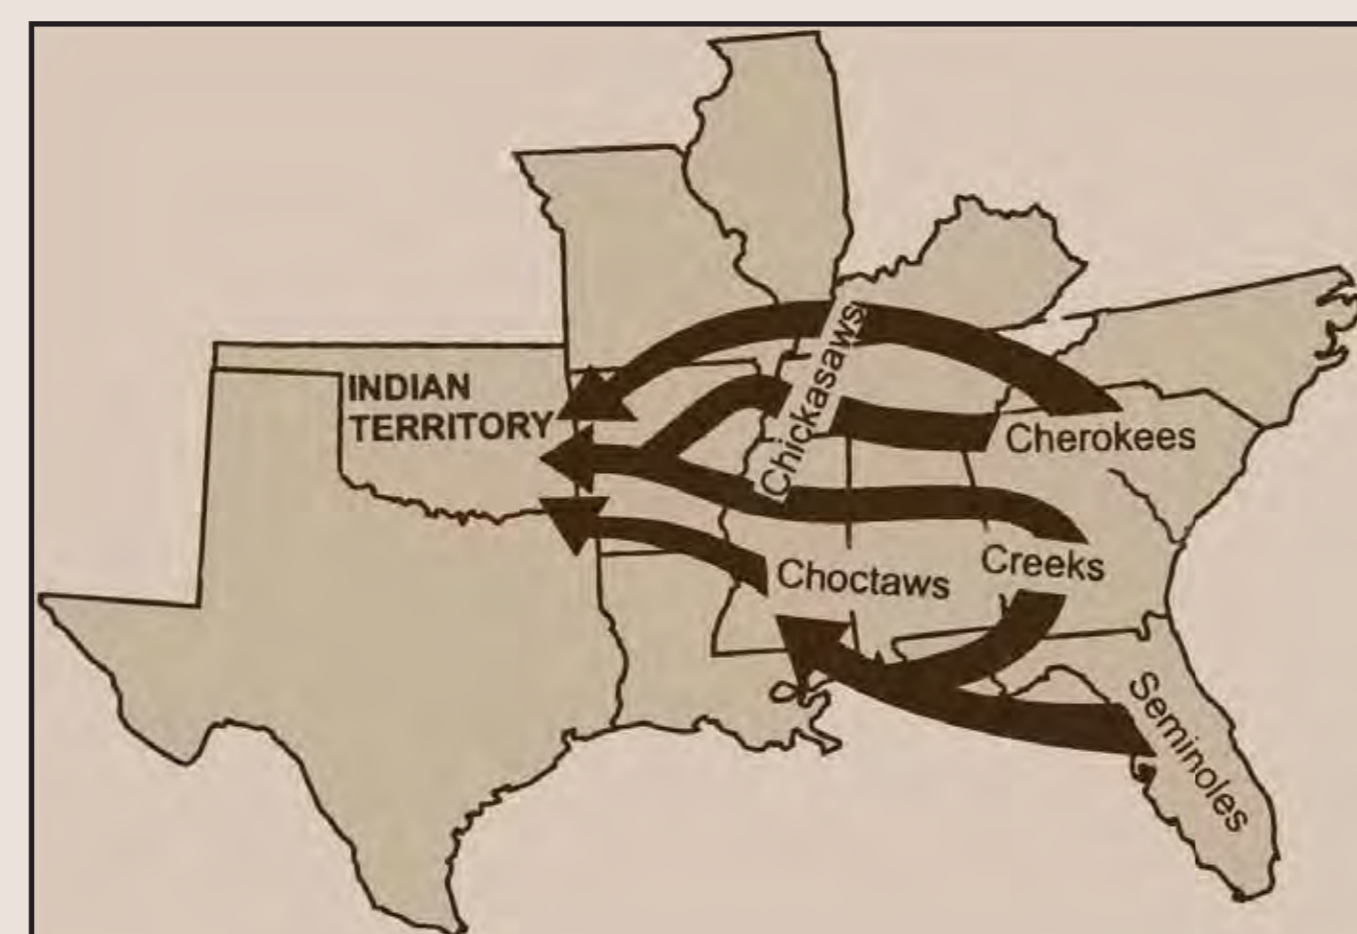 INDIAN
TERRITORY
Chickasaws
Cherokees
Choctaws
Creeks
Seminoles